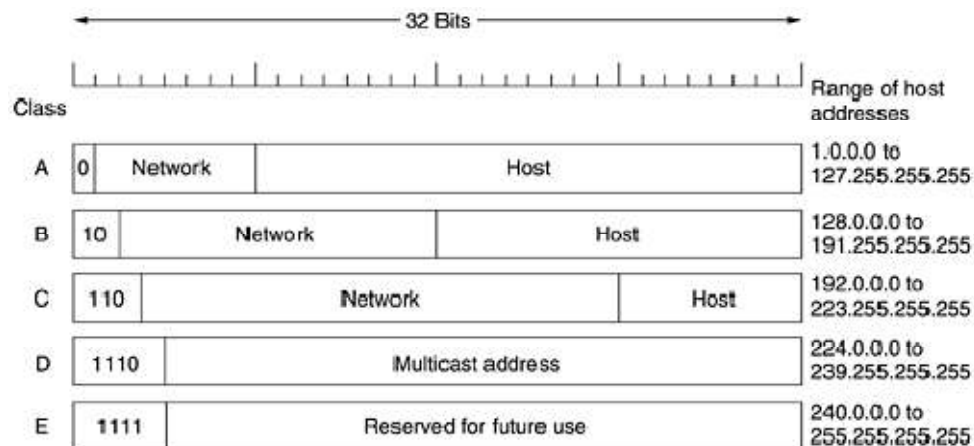 32 Bits
Class
Range of host
addresses
A
0
Network
Host
1.0.0.0 to
127.255.255.255
B
10
Network
Host
128.0.0.0 to
191.255.255.255
C
110
Network
Host
192.0.0.0 to
223.255.255.255
D
1110
Multicast address
224.0.0.0 to
239.255.255.255
E
1111
Reserved for future use
240.0.0.0 to
255.255.255.255